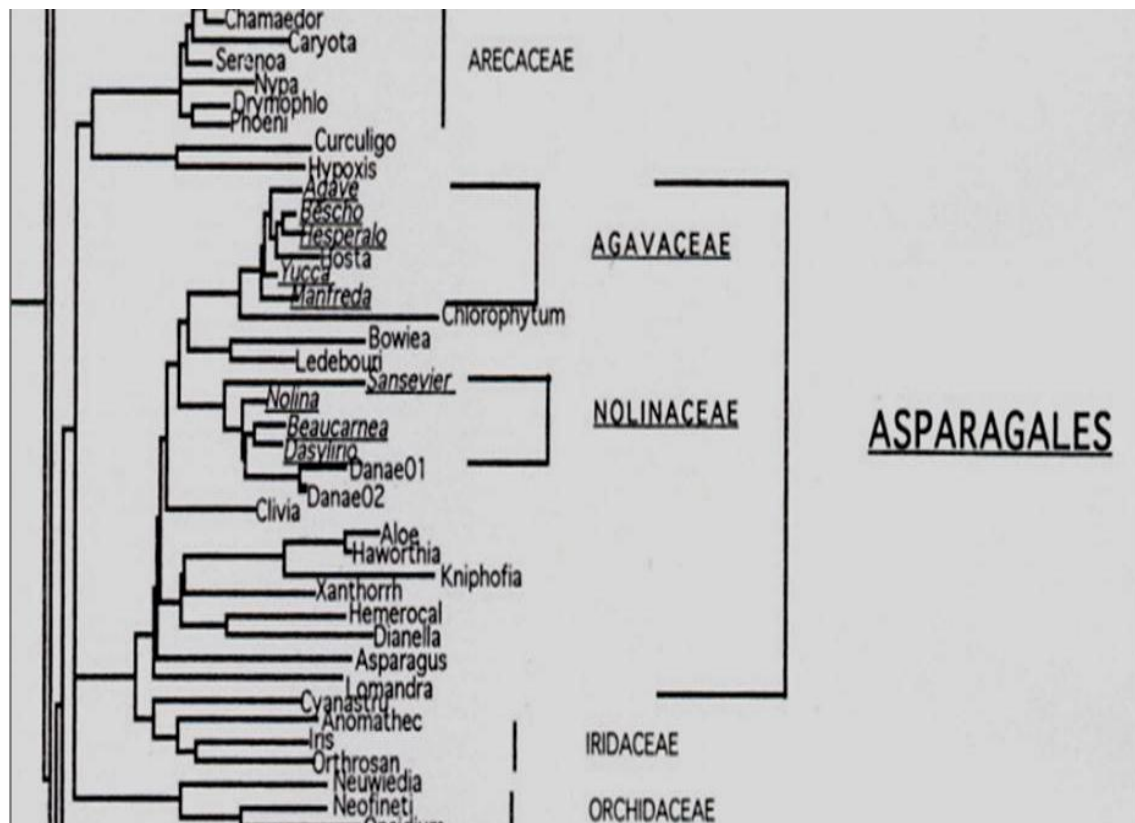 Chamaedor
Caryota
Serenoa
Nypa
Drymophlo
Phoeni
ARECACEAE
Curculigo
Hypoxis
Agave
Bescho
Hesperalo
Hosta
Yucca
Manfreda
Chlorophytum
AGAVACEAE
Bowiea
Ledebouri
Sansevier
Nolina
Beaucarnea
Dasylirio
Danae01
Danae02
NOLINACEAE
ASPARAGALES
Clivia
Aloe
Haworthia
Kniphofia
Xanthorrh
Hemerocal
Dianella
Asparagus
Lomandra
Cyanastru
Anomathec
Iris
Orthrosan
IRIDACEAE
Neuwiedia
Neofineti
ORCHIDACEAE